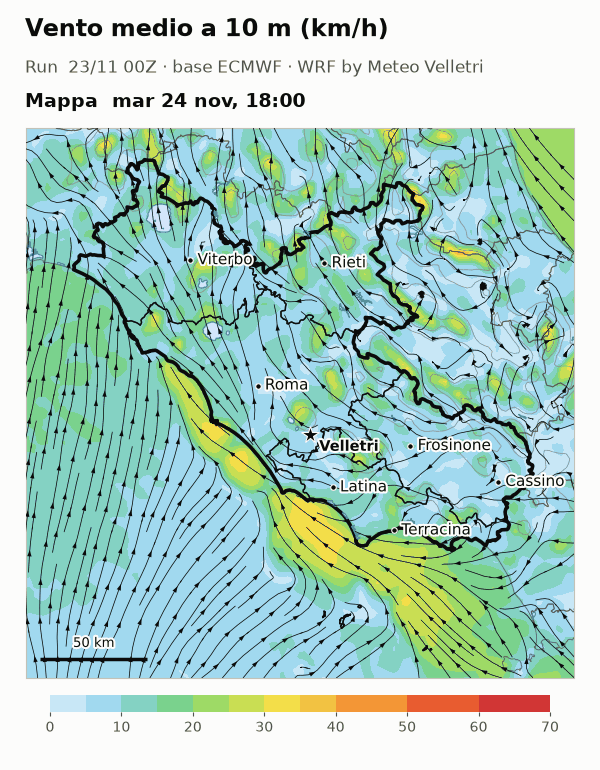 Vento medio a 10 m (km/h)
Run 23/11 00Z · base ECMWF · WRF by Meteo Velletri
Mappa mar 24 nov, 18:00
Viterbo
Rieti
Roma
Velletri
Frosinone
Latina
Cassino
Terracina
50 km
0 10 20 30 40 50 60 70